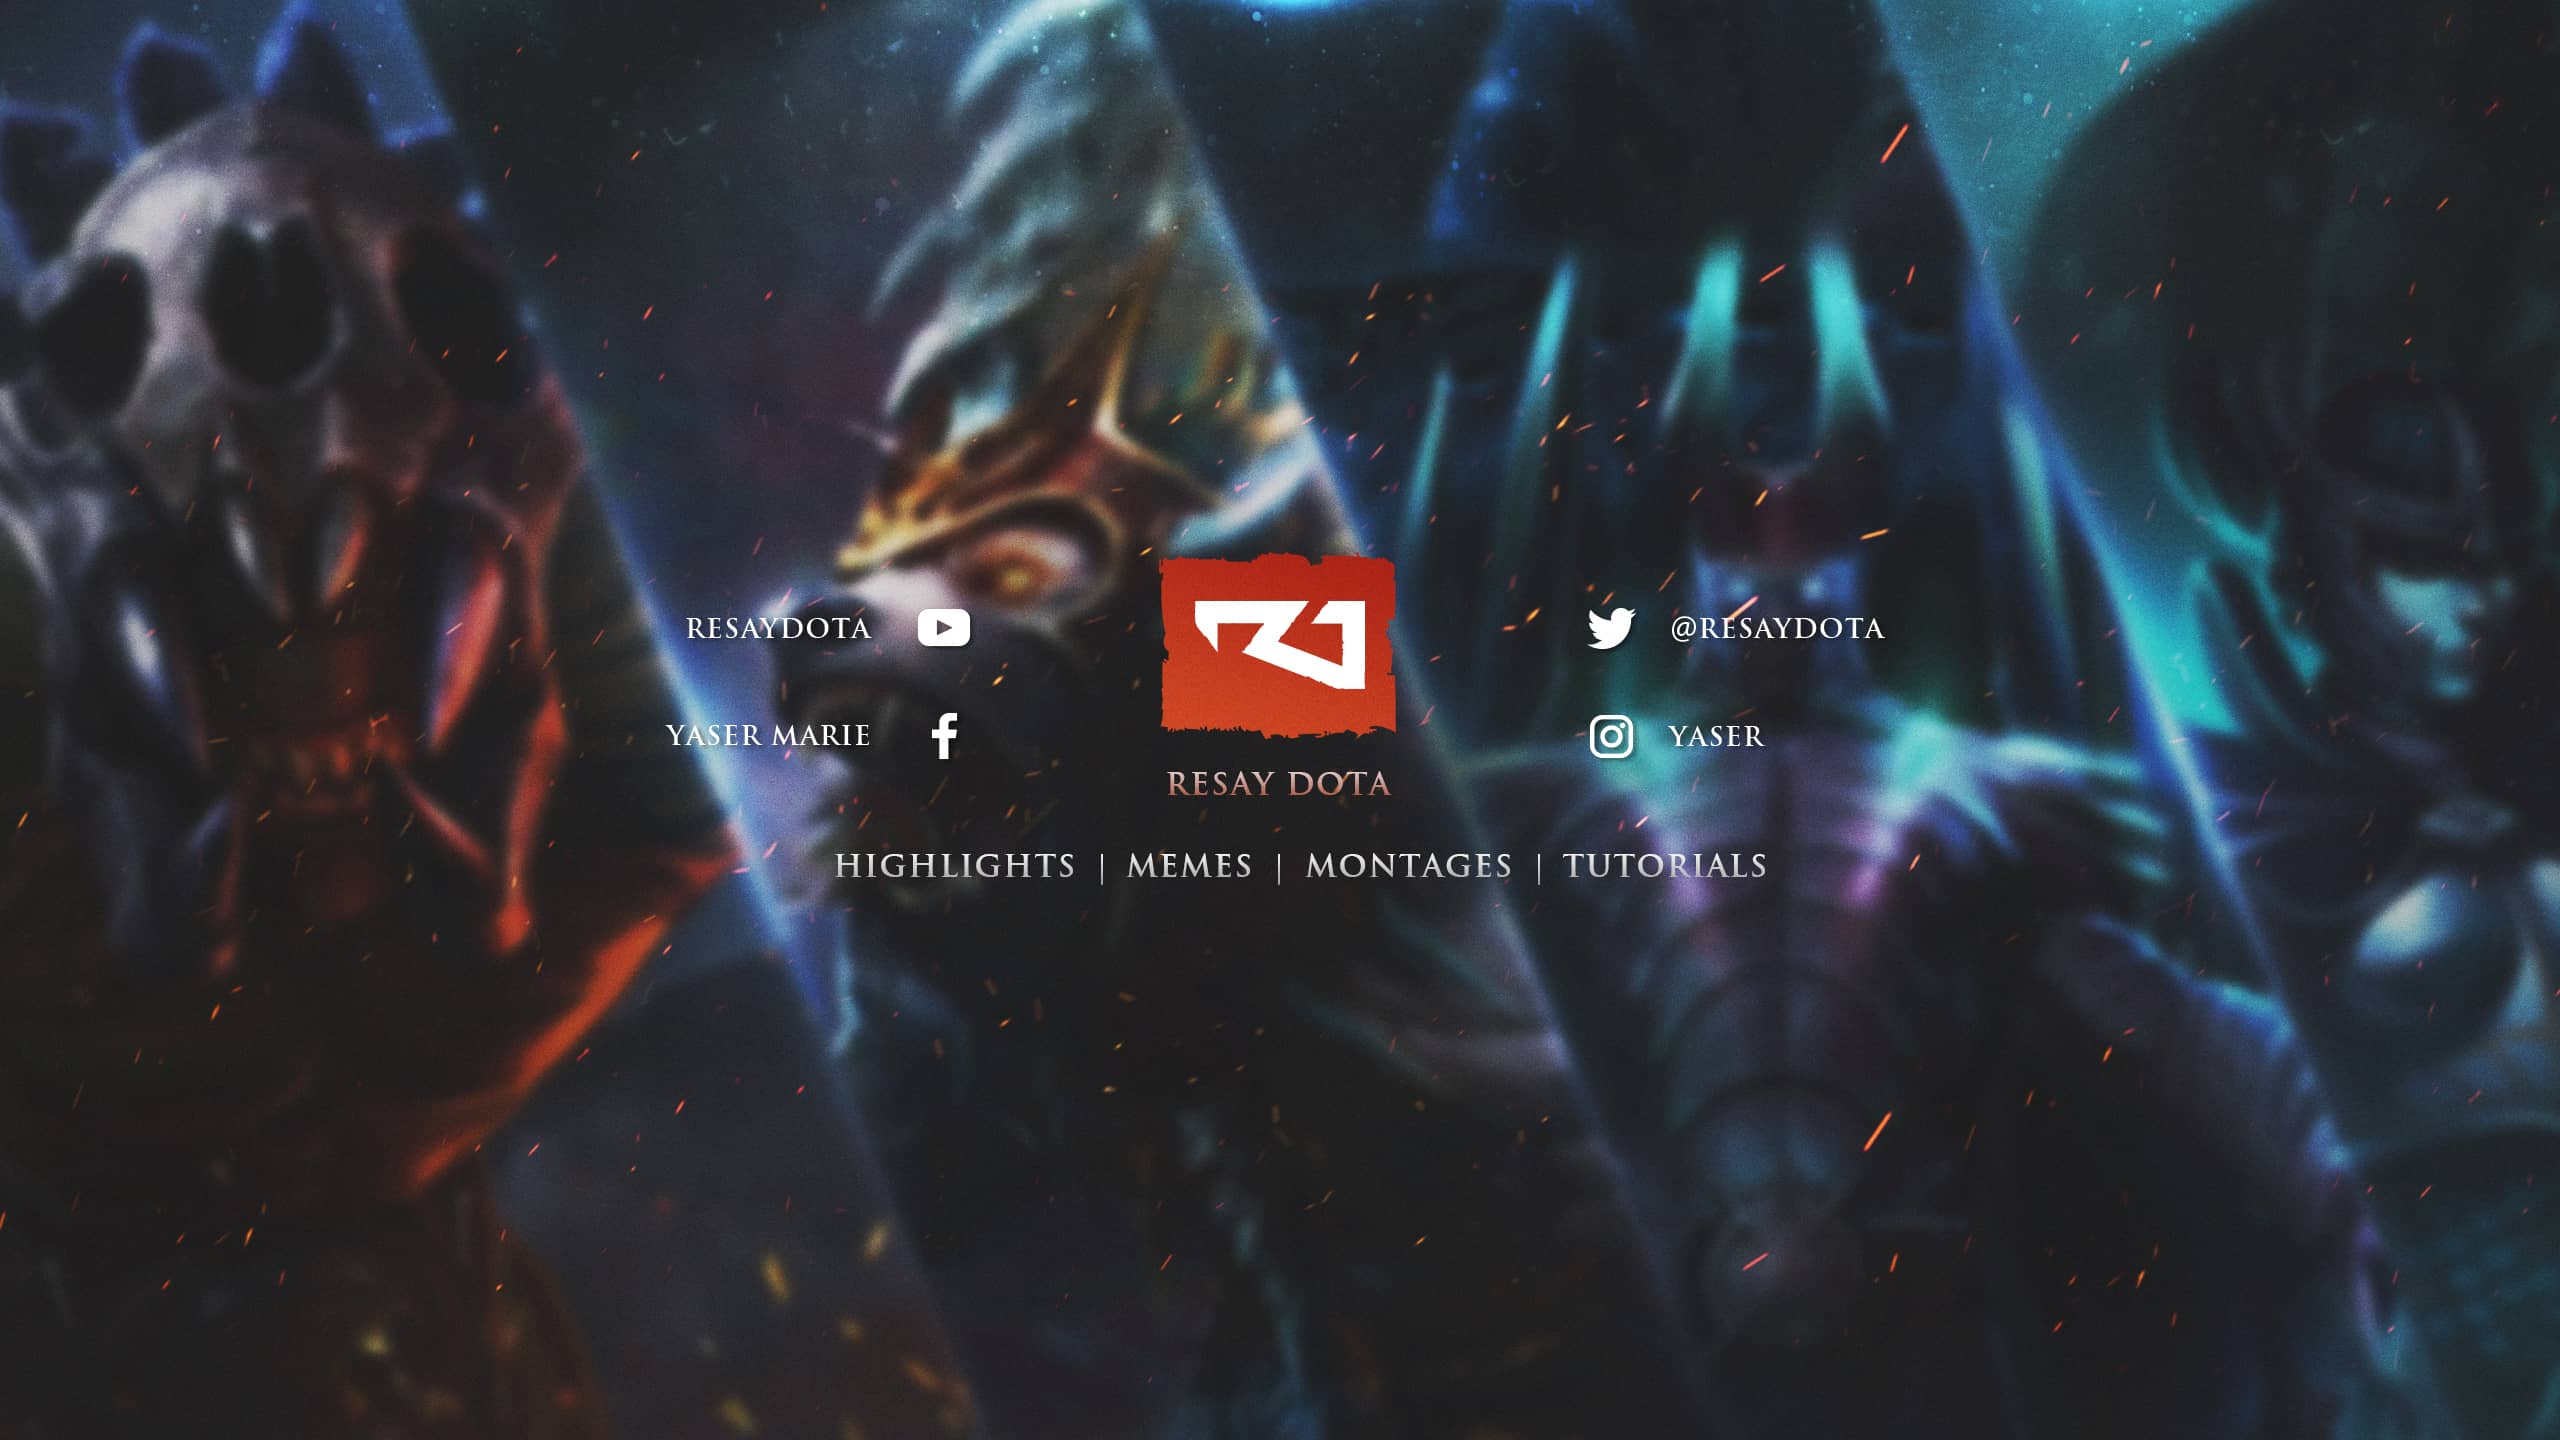 RESAYDOTA
@RESAYDOTA
YASER MARIE
YASER
RESAY DOTA
HIGHLIGHTS | MEMES | MONTAGES | TUTORIALS